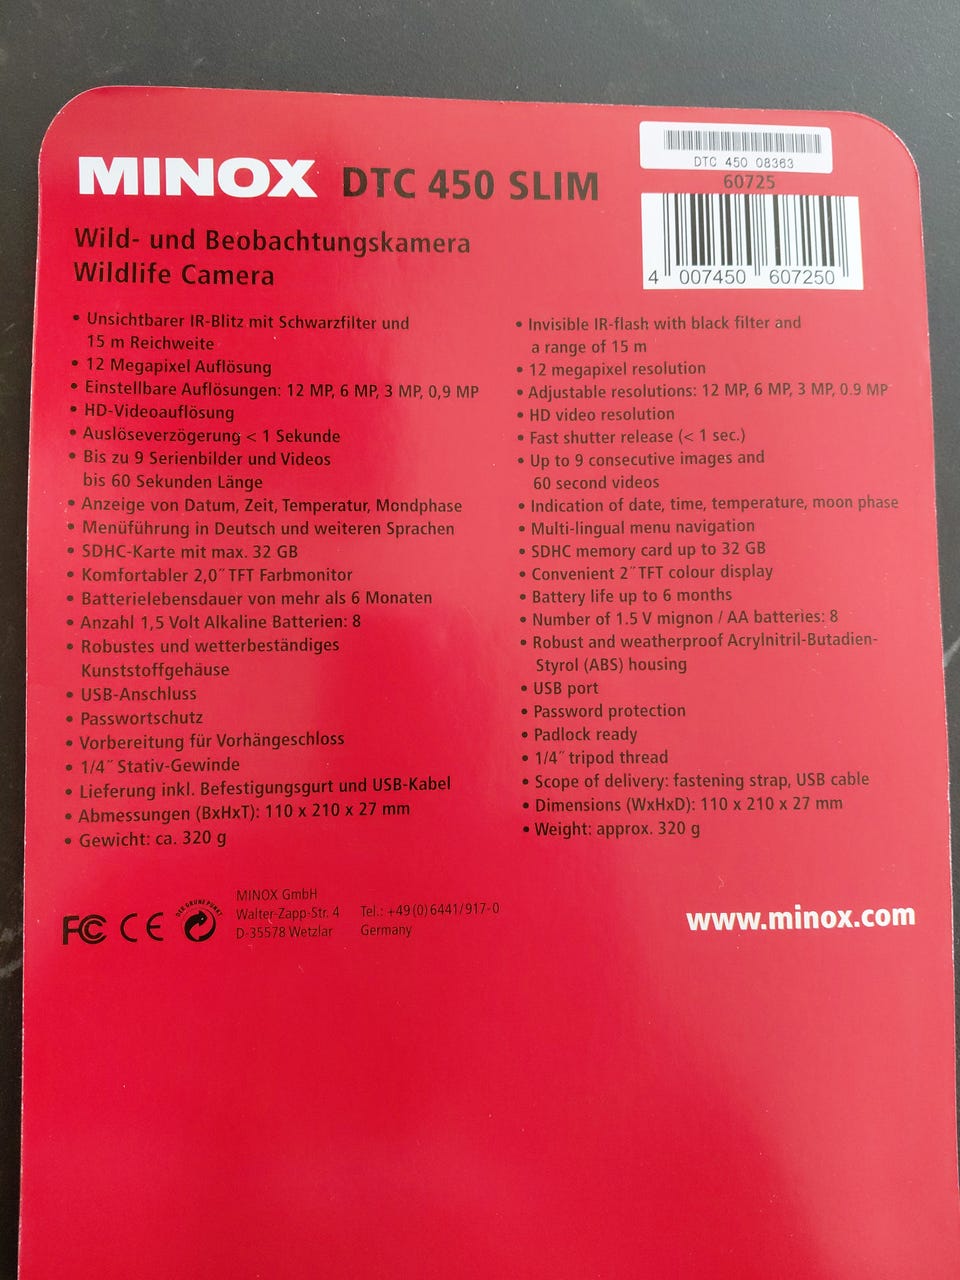 MINOX DTC 450 SLIM
DTC 450 08363
60725
4 007450 607250
Wild- und Beobachtungskamera
Wildlife Camera
• Unsichtbarer IR-Blitz mit Schwarzfilter und
15 m Reichweite
• 12 Megapixel Auflösung
• Einstellbare Auflösungen: 12 MP, 6 MP, 3 MP, 0,9 MP
• HD-Videoauflösung
• Auslöseverzögerung < 1 Sekunde
• Bis zu 9 Serienbilder und Videos
bis 60 Sekunden Länge
• Anzeige von Datum, Zeit, Temperatur, Mondphase
• Menüführung in Deutsch und weiteren Sprachen
• SDHC-Karte mit max. 32 GB
• Komfortabler 2,0˝ TFT Farbmonitor
• Batterielebensdauer von mehr als 6 Monaten
• Anzahl 1,5 Volt Alkaline Batterien: 8
• Robustes und wetterbeständiges
Kunststoffgehäuse
• USB-Anschluss
• Passwortschutz
• Vorbereitung für Vorhängeschloss
• 1/4˝ Stativ-Gewinde
• Lieferung inkl. Befestigungsgurt und USB-Kabel
• Abmessungen (BxHxT): 110 x 210 x 27 mm
• Gewicht: ca. 320 g
• Invisible IR-flash with black filter and
a range of 15 m
• 12 megapixel resolution
• Adjustable resolutions: 12 MP, 6 MP, 3 MP, 0.9 MP
• HD video resolution
• Fast shutter release (< 1 sec.)
• Up to 9 consecutive images and
60 second videos
• Indication of date, time, temperature, moon phase
• Multi-lingual menu navigation
• SDHC memory card up to 32 GB
• Convenient 2˝ TFT colour display
• Battery life up to 6 months
• Number of 1.5 V mignon / AA batteries: 8
• Robust and weatherproof Acrylnitril-Butadien-
Styrol (ABS) housing
• USB port
• Password protection
• Padlock ready
• 1/4˝ tripod thread
• Scope of delivery: fastening strap, USB cable
• Dimensions (WxHxD): 110 x 210 x 27 mm
• Weight: approx. 320 g
FC CE
DER GRÜNE PUNKT
MINOX GmbH
Walter-Zapp-Str. 4
D-35578 Wetzlar
Tel.: +49 (0) 6441/917-0
Germany
www.minox.com